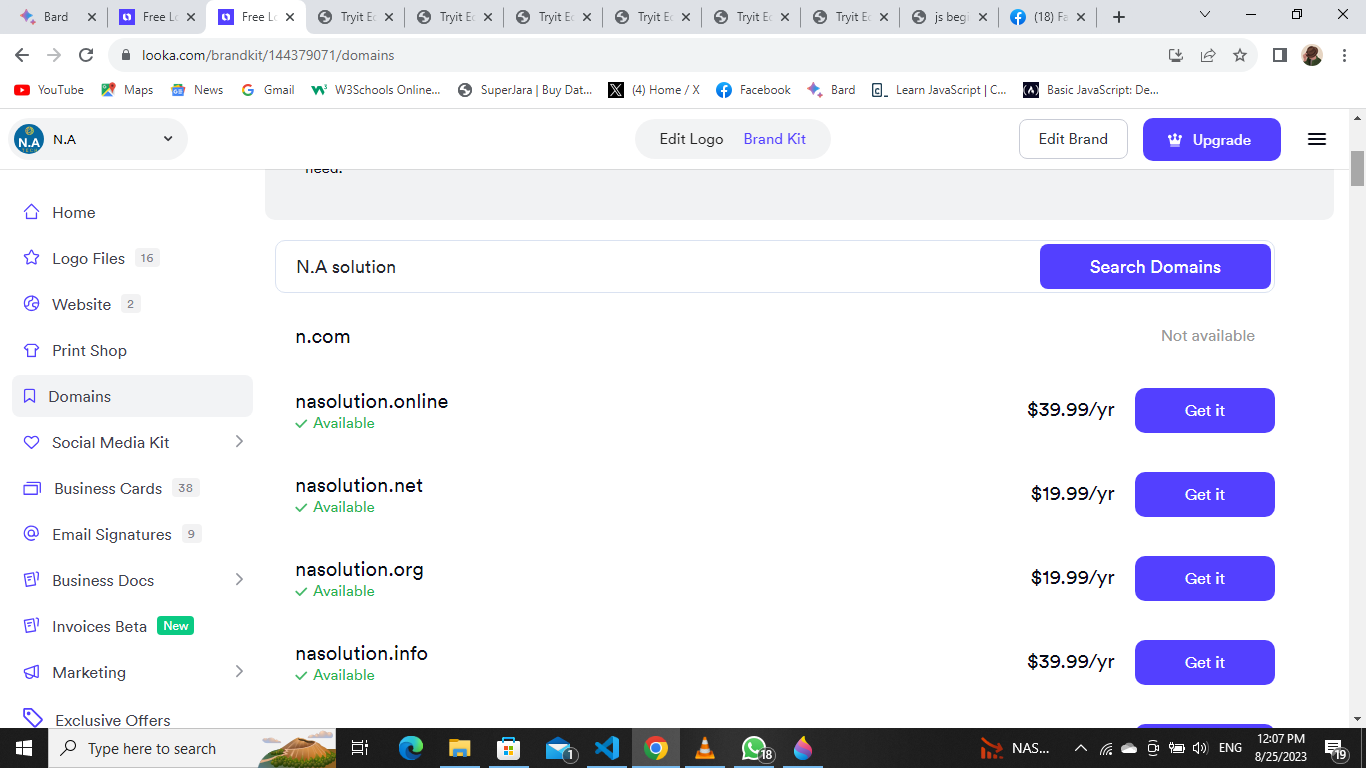 Bard
Free Lo
Free Lo
Tryit Ec
Tryit Ec
Tryit Ec
Tryit Ec
Tryit Ec
Tryit Ec
js begi
(18) Fa
looka.com/brandkit/144379071/domains
YouTube
Maps
News
Gmail
W3Schools Online...
SuperJara | Buy Dat...
(4) Home / X
Facebook
Bard
Learn JavaScript | C...
Basic JavaScript: De...
N.A
N.A
Edit Logo
Brand Kit
Edit Brand
Upgrade
need.
Home
Logo Files 16
Website 2
Print Shop
Domains
Social Media Kit
Business Cards 38
Email Signatures 9
Business Docs
Invoices Beta New
Marketing
Exclusive Offers
N.A solution
Search Domains
n.com
Not available
nasolution.online
Available
$39.99/yr
Get it
nasolution.net
Available
$19.99/yr
Get it
nasolution.org
Available
$19.99/yr
Get it
nasolution.info
Available
$39.99/yr
Get it
Type here to search
1
18
NAS...
ENG
12:07 PM
8/25/2023
19